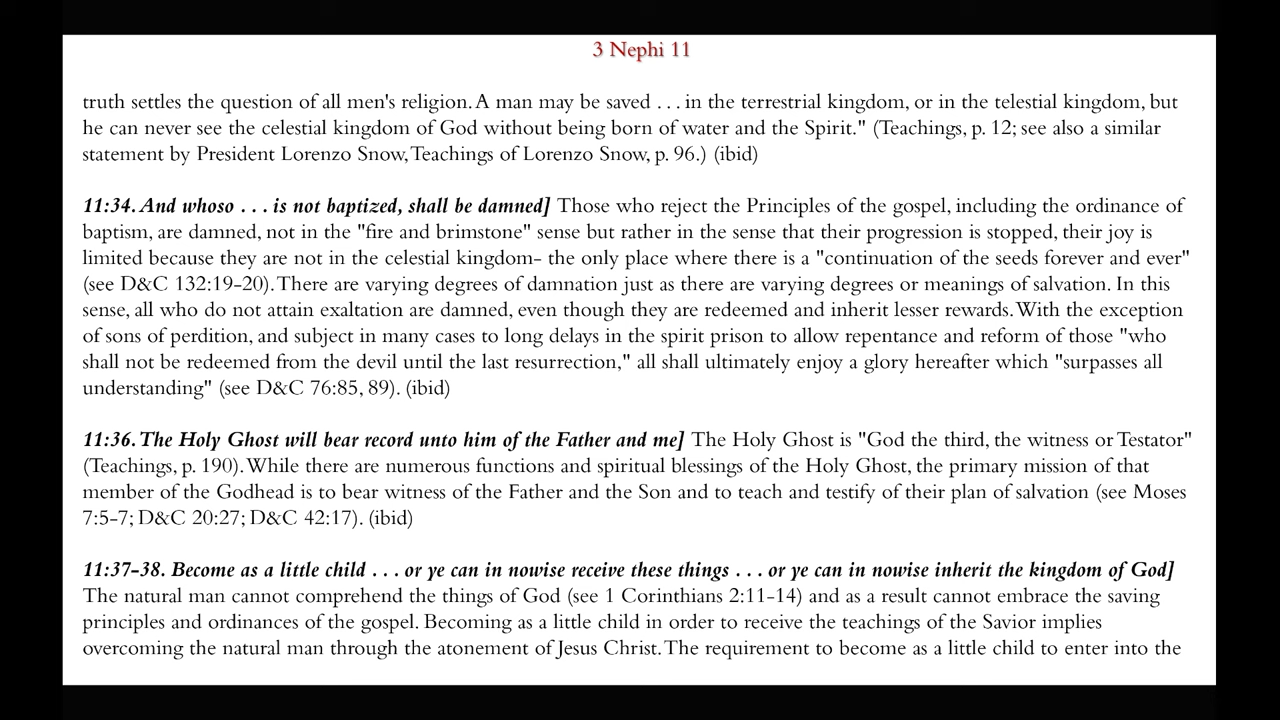 3 Nephi 11
truth settles the question of all men's religion. A man may be saved . . . in the terrestrial kingdom, or in the telestial kingdom, but
he can never see the celestial kingdom of God without being born of water and the Spirit." (Teachings, p. 12; see also a similar
statement by President Lorenzo Snow, Teachings of Lorenzo Snow, p. 96.) (ibid)
11:34. And whoso . . . is not baptized, shall be damned] Those who reject the Principles of the gospel, including the ordinance of
baptism, are damned, not in the "fire and brimstone" sense but rather in the sense that their progression is stopped, their joy is
limited because they are not in the celestial kingdom- the only place where there is a "continuation of the seeds forever and ever"
(see D&C 132:19-20). There are varying degrees of damnation just as there are varying degrees or meanings of salvation. In this
sense, all who do not attain exaltation are damned, even though they are redeemed and inherit lesser rewards. With the exception
of sons of perdition, and subject in many cases to long delays in the spirit prison to allow repentance and reform of those "who
shall not be redeemed from the devil until the last resurrection," all shall ultimately enjoy a glory hereafter which "surpasses all
understanding" (see D&C 76:85, 89). (ibid)
11:36. The Holy Ghost will bear record unto him of the Father and me] The Holy Ghost is "God the third, the witness or Testator"
(Teachings, p. 190). While there are numerous functions and spiritual blessings of the Holy Ghost, the primary mission of that
member of the Godhead is to bear witness of the Father and the Son and to teach and testify of their plan of salvation (see Moses
7:5-7; D&C 20:27; D&C 42:17). (ibid)
11:37-38. Become as a little child . . . or ye can in nowise receive these things . . . or ye can in nowise inherit the kingdom of God]
The natural man cannot comprehend the things of God (see 1 Corinthians 2:11-14) and as a result cannot embrace the saving
principles and ordinances of the gospel. Becoming as a little child in order to receive the teachings of the Savior implies
overcoming the natural man through the atonement of Jesus Christ. The requirement to become as a little child to enter into the